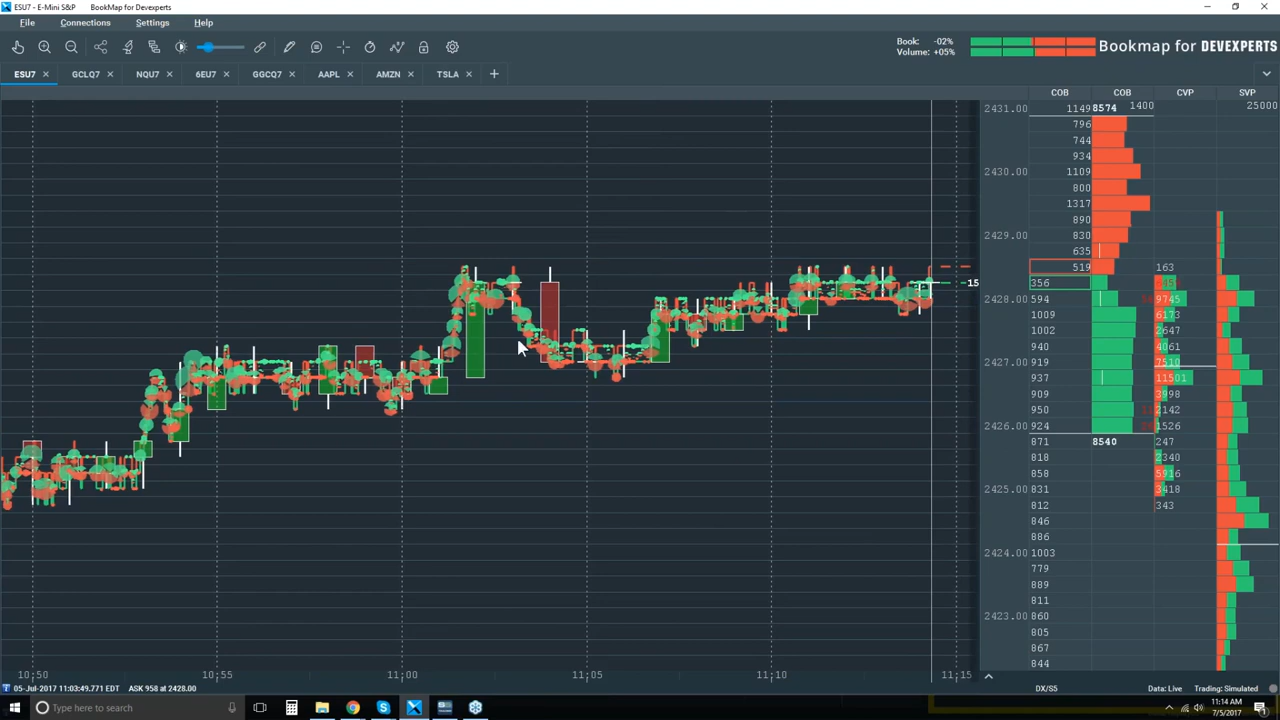 ESU7 - E-Mini S&P BookMap for Devexperts
File Connections Settings Help
Book: -02%
Volume: +05%
Bookmap for DEVEXPERTS
ESU7 GCLQ7 NQU7 6EU7 GGCQ7 AAPL AMZN TSLA
COB COB CVP SVP
2431.00 1149 8574 1400 25000
796
744
934
2430.00 1109
800
1317
890
2429.00 830
635
519 163
356 15
2428.00 594 9745
1009 6173
1002 2647
940 4061
2427.00 919 7510
937 11501
909 3998
950 2142
2426.00 924 1526
871 8540 247
818 2340
858 5916
2425.00 831 3418
812 343
846
886
2424.00 1003
779
889
811
2423.00 860
805
867
844
10:50 10:55 11:00 11:05 11:10 11:15
05-Jul-2017 11:03:49.771 EDT ASK 958 at 2428.00 DX/S5 Data: Live Trading: Simulated
Type here to search
11:14 AM
7/5/2017